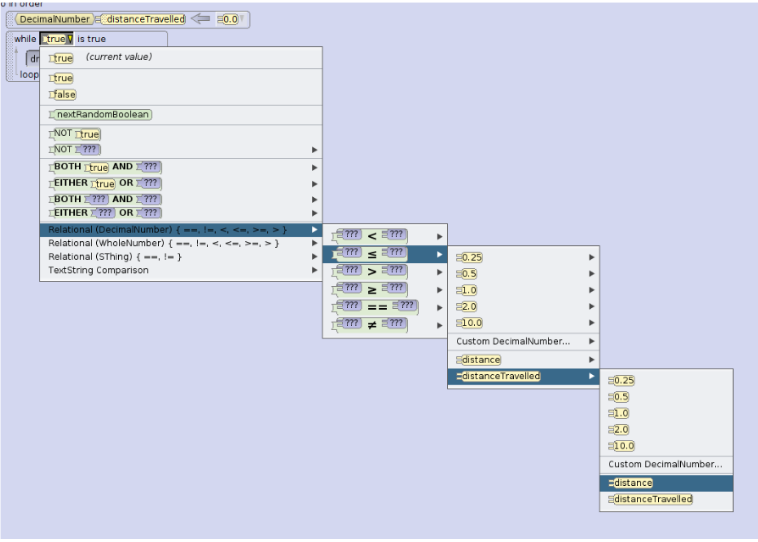 o in order
DecimalNumber distanceTravelled 0.0
while true is true
dr
loop
true (current value)
true
false
nextRandomBoolean
NOT true
NOT ???
BOTH true AND ???
EITHER true OR ???
BOTH ??? AND ???
EITHER ??? OR ???
Relational (DecimalNumber) { ==, !=, <, <=, >=, > }
Relational (WholeNumber) { ==, !=, <, <=, >=, > }
Relational (SThing) { ==, != }
TextString Comparison
??? < ???
??? ≤ ???
??? > ???
??? ≥ ???
??? == ???
??? ≠ ???
0.25
0.5
1.0
2.0
10.0
Custom DecimalNumber...
distance
distanceTravelled
0.25
0.5
1.0
2.0
10.0
Custom DecimalNumber...
distance
distanceTravelled